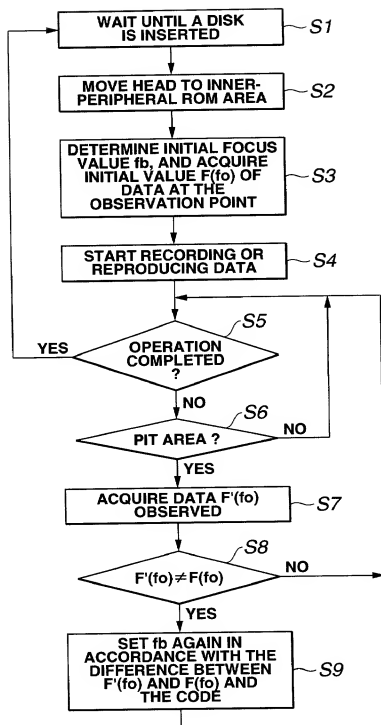 WAIT UNTIL A DISK
IS INSERTED
S1
MOVE HEAD TO INNER-
PERIPHERAL ROM AREA
S2
DETERMINE INITIAL FOCUS
VALUE fb, AND ACQUIRE
INITIAL VALUE F(fo) OF
DATA AT THE
OBSERVATION POINT
S3
START RECORDING OR
REPRODUCING DATA
S4
S5
YES
OPERATION
COMPLETED
?
NO
S6
PIT AREA ?
NO
YES
ACQUIRE DATA F'(fo)
OBSERVED
S7
S8
F'(fo)≠F(fo)
NO
YES
SET fb AGAIN IN
ACCORDANCE WITH THE
DIFFERENCE BETWEEN
F'(fo) AND F(fo) AND
THE CODE
S9